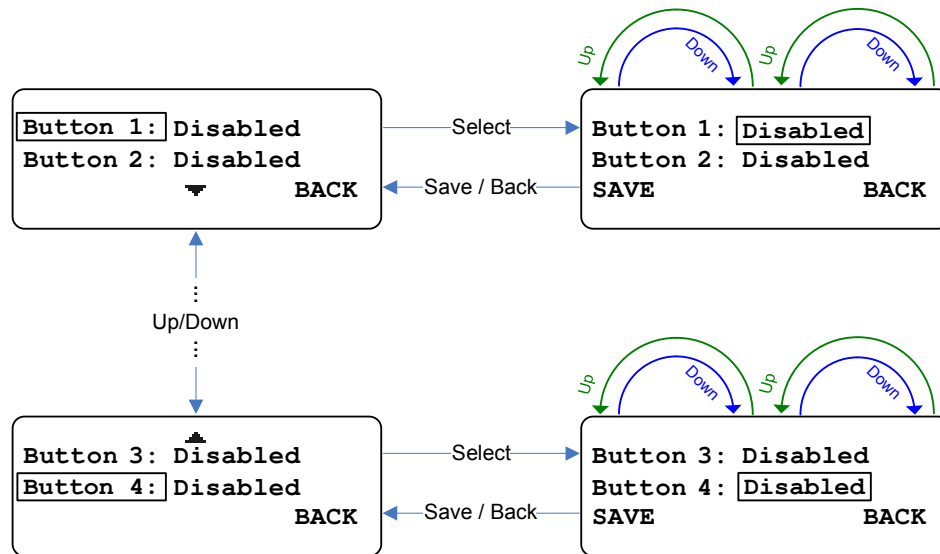 Up Down Up Down
Button 1: Disabled
Button 2: Disabled
BACK
Select
Save / Back
Button 1: Disabled
Button 2: Disabled
SAVE BACK
Up/Down
Up Down Up Down
Button 3: Disabled
Button 4: Disabled
BACK
Select
Save / Back
Button 3: Disabled
Button 4: Disabled
SAVE BACK